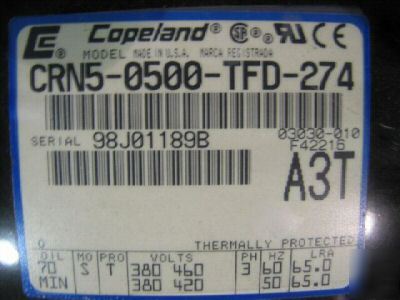 Copeland®
MODEL MADE IN U.S.A. MARCA REGISTRADA
CRN5-0500-TFD-274
SERIAL 98J01189B
03030-010
F42216
A3T
THERMALLY PROTECTED
OIL MO PRO VOLTS PH HZ LRA
70 S T 380 460 3 60 65.0
MIN 380 420 50 65.0